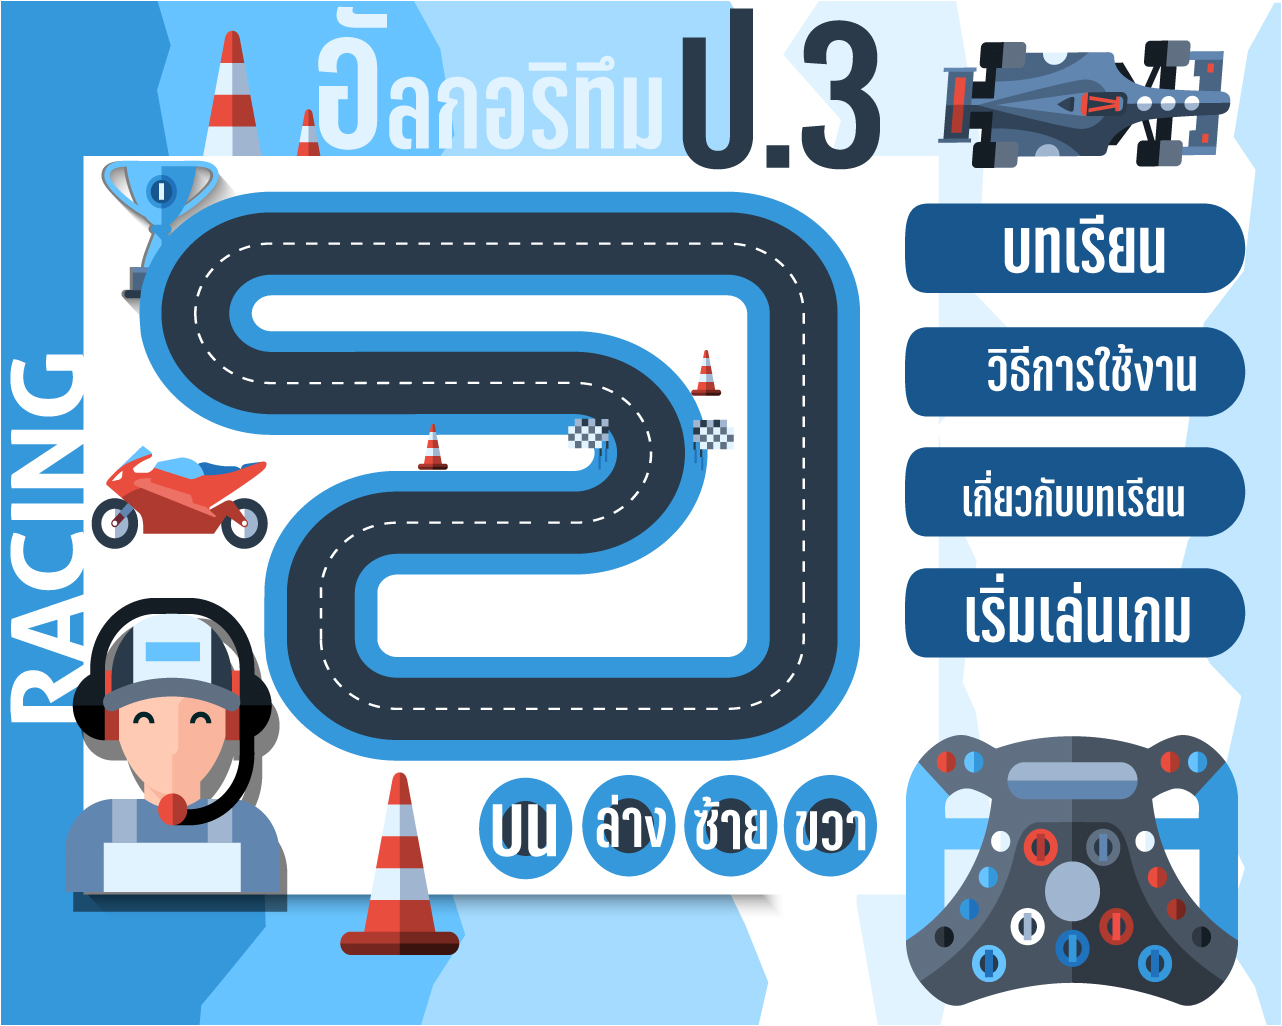 อัลกอริทึม ป.3
RACING
บทเรียน
วิธีการใช้งาน
เกี่ยวกับบทเรียน
เริ่มเล่นเกม
บน ล่าง ซ้าย ขวา